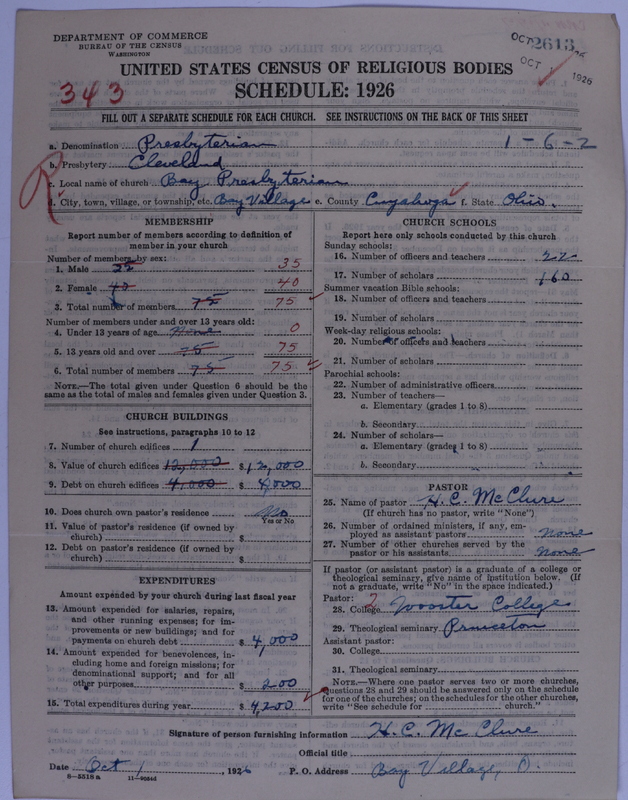 DEPARTMENT OF COMMERCE
BUREAU OF THE CENSUS
WASHINGTON
OCT 2613
OCT 1926
UNITED STATES CENSUS OF RELIGIOUS BODIES
343
SCHEDULE: 1926
FILL OUT A SEPARATE SCHEDULE FOR EACH CHURCH. SEE INSTRUCTIONS ON THE BACK OF THIS SHEET
a. Denomination Presbyterian 1-6-2
b. Presbytery Cleveland
c. Local name of church Bay Presbyterian
R
d. City, town, village, or township, etc. Bay Village e. County Cuyahoga f. State Ohio.
MEMBERSHIP
Report number of members according to definition of
member in your church
Number of members by sex:
1. Male 35
2. Female 40 40
3. Total number of members 75 75
Number of members under and over 13 years old:
4. Under 13 years of age None 0
5. 13 years old and over 75 75
6. Total number of members 75 75
NOTE.—The total given under Question 6 should be the
same as the total of males and females given under Question 3.
CHURCH BUILDINGS
See instructions, paragraphs 10 to 12
7. Number of church edifices 1
8. Value of church edifices 12,000 $12,000
9. Debt on church edifices 4,000 $4000
10. Does church own pastor's residence No
Yes or No
11. Value of pastor's residence (if owned by
church) $
12. Debt on pastor's residence (if owned by
church) $
EXPENDITURES
Amount expended by your church during last fiscal year
13. Amount expended for salaries, repairs,
and other running expenses; for im-
provements or new buildings; and for
payments on church debt $4,000
14. Amount expended for benevolences, in-
cluding home and foreign missions; for
denominational support; and for all
other purposes $200
15. Total expenditures during year $4,200
CHURCH SCHOOLS
Report here only schools conducted by this church
Sunday schools:
16. Number of officers and teachers 22
17. Number of scholars 160
Summer vacation Bible schools:
18. Number of officers and teachers
19. Number of scholars
Week-day religious schools:
20. Number of officers and teachers
21. Number of scholars
Parochial schools:
22. Number of administrative officers
23. Number of teachers—
a. Elementary (grades 1 to 8)
b. Secondary
24. Number of scholars—
a. Elementary (grades 1 to 8)
b. Secondary
PASTOR
25. Name of pastor H. C. McClure
(If church has no pastor, write "None")
26. Number of ordained ministers, if any, em-
ployed as assistant pastors none
27. Number of other churches served by the
pastor or his assistants none
If pastor (or assistant pastor) is a graduate of a college or
theological seminary, give name of institution below. (If
not a graduate, write "No" in the space indicated.)
Pastor:
28. College 2 Wooster College
29. Theological seminary Princeton
Assistant pastor:
30. College
31. Theological seminary
NOTE.—Where one pastor serves two or more churches,
questions 28 and 29 should be answered only on the schedule
for one of the churches; on the schedules for the other churches,
write "See schedule for church."
Signature of person furnishing information H. C. McClure
Official title
Date Oct 1, 1926 P. O. Address Bay Village, O.
8-5518a 11-9034d